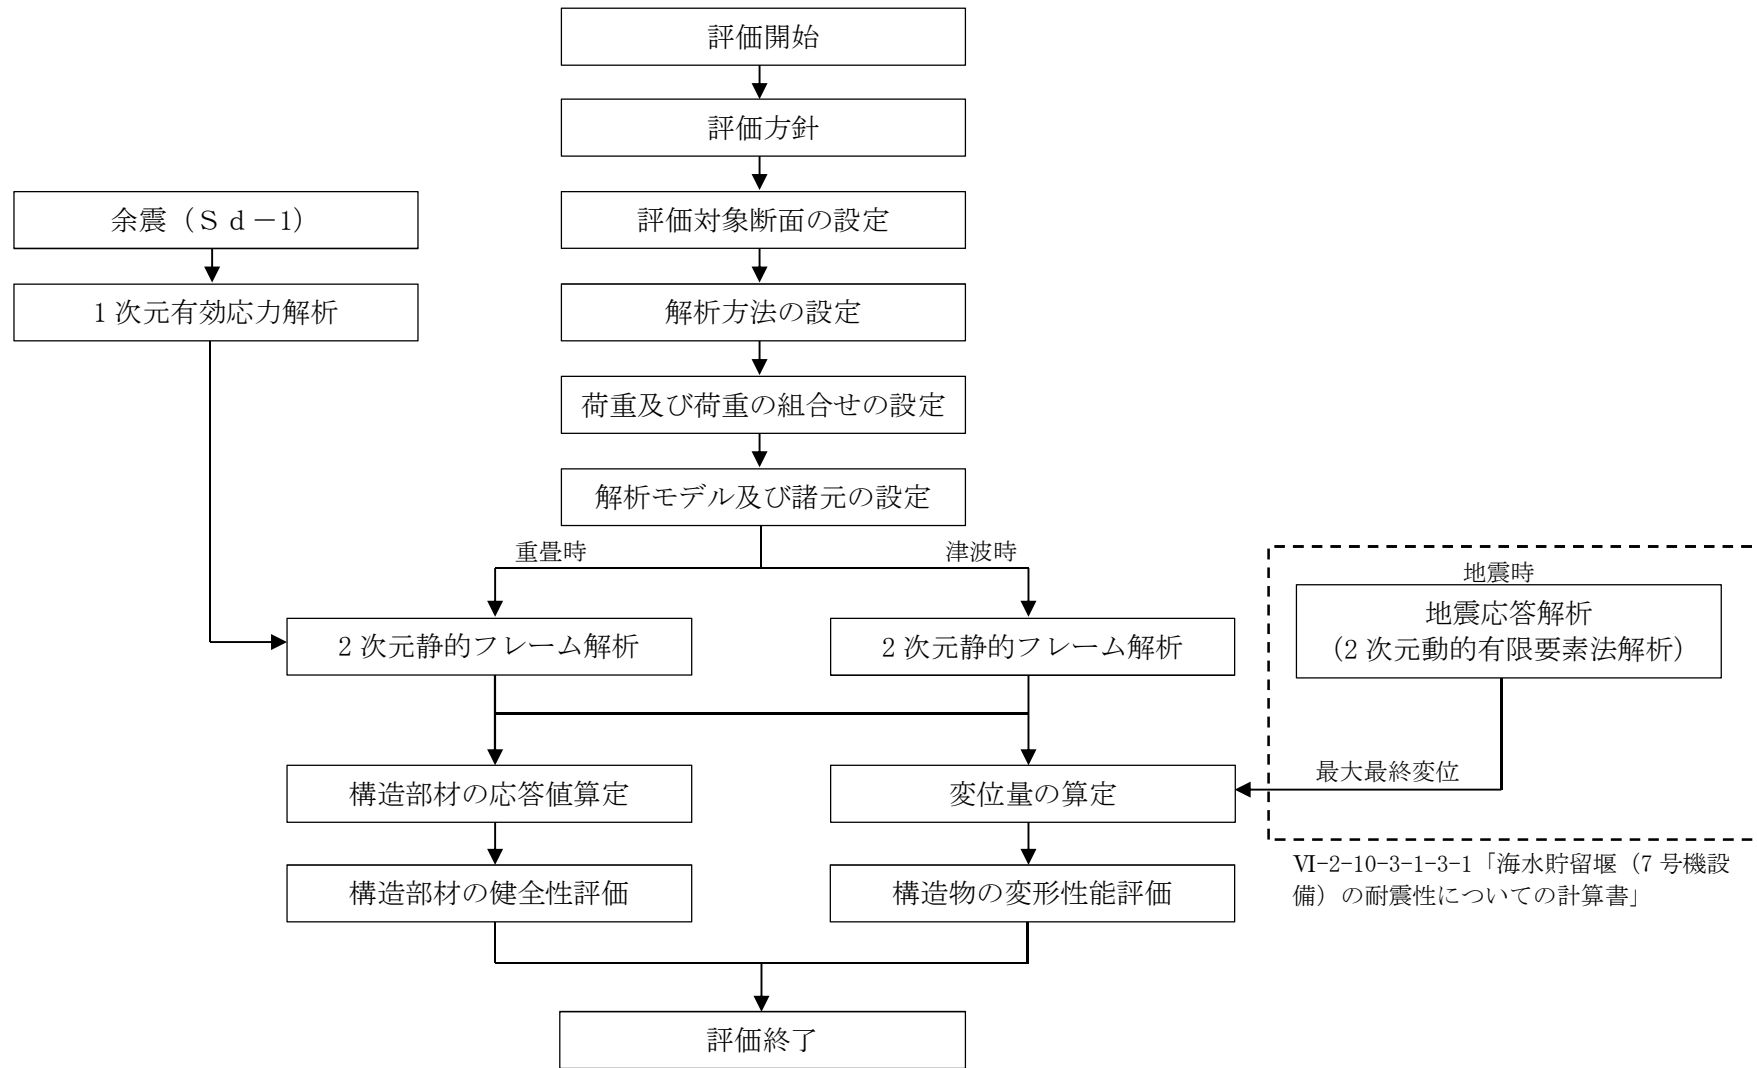 評価開始
評価方針
余震（Ｓｄ－1）
評価対象断面の設定
1 次元有効応力解析
解析方法の設定
荷重及び荷重の組合せの設定
解析モデル及び諸元の設定
重畳時
津波時
地震時
地震応答解析
（2 次元動的有限要素法解析）
2 次元静的フレーム解析
2 次元静的フレーム解析
最大最終変位
構造部材の応答値算定
変位量の算定
Ⅵ-2-10-3-1-3-1「海水貯留堰（7 号機設
備）の耐震性についての計算書」
構造部材の健全性評価
構造物の変形性能評価
評価終了